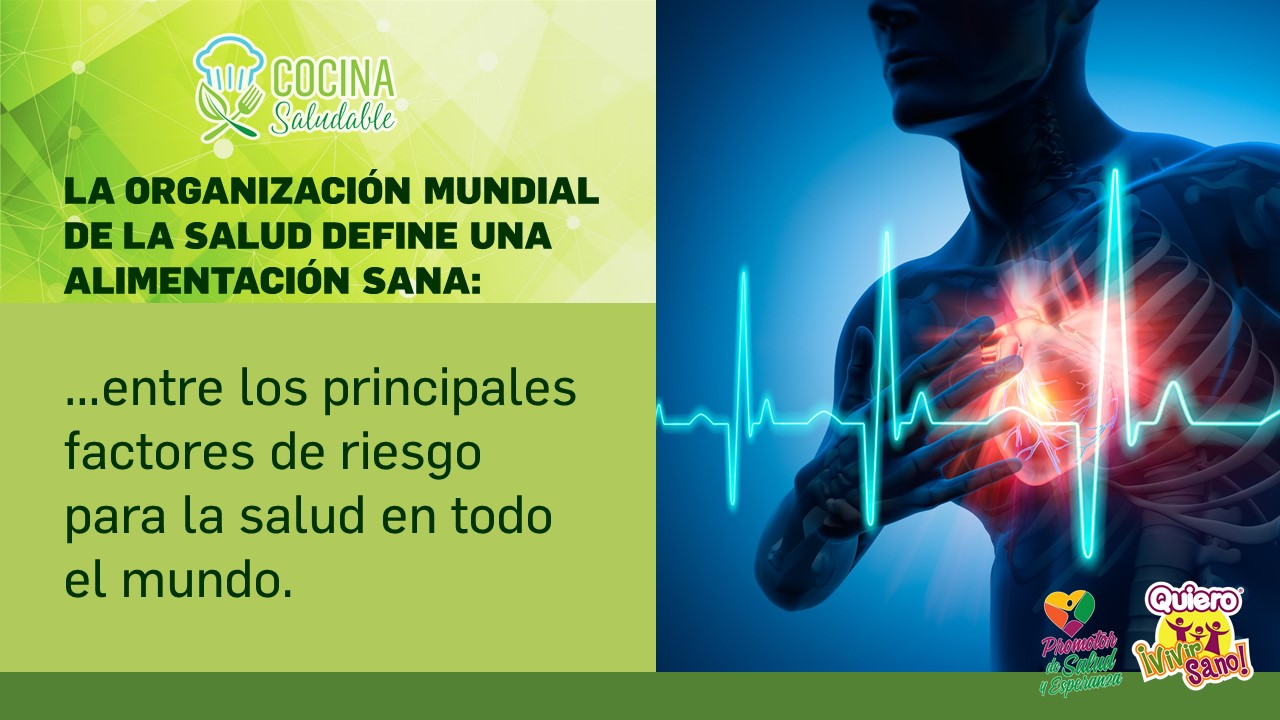 COCINA
Saludable
LA ORGANIZACIÓN MUNDIAL
DE LA SALUD DEFINE UNA
ALIMENTACIÓN SANA:
...entre los principales
factores de riesgo
para la salud en todo
el mundo.
Promotor
de Salud
y Esperanza
Quiero
¡Vivir
Sano!